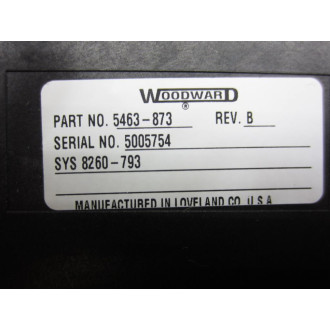 WOODWARD
®
PART NO. 5463-873 REV. B
SERIAL NO. 5005754
SYS 8260-793
MANUFACTURED IN LOVELAND CO, U.S.A